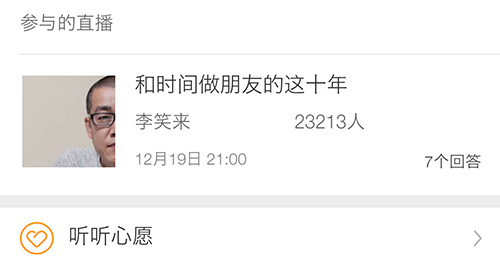 参与的直播
和时间做朋友的这十年
李笑来 23213人
12月19日 21:00 7个回答
听听心愿